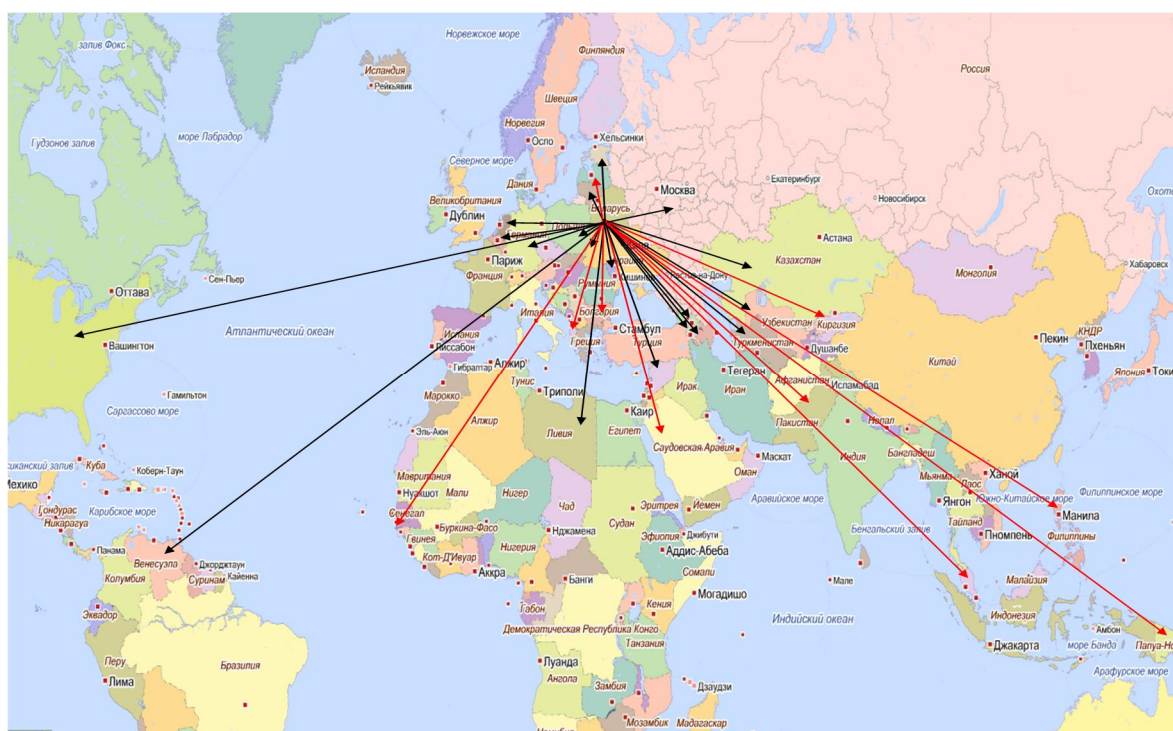 Норвежское море
залив Фокс
Исландия
Рейкьявик
Финляндия
Россия
Швеция
Гудзонов залив
море Лабрадор
Норвегия
Осло
Хельсинки
Северное море
Екатеринбург
Москва
Новосибирск
Дания
Великобритания
Дублин
Беларусь
Астана
Париж
Казахстан
Хабаровск
Монголия
Сен-Пьер
Франция
Оттава
Румыния
Италия
Болгария
Узбекистан
Киргизия
КНДР
Атлантический океан
Испания
Стамбул
Пекин
Пхеньян
Вашингтон
Лиссабон
Греция
Турция
Туркменистан
Душанбе
Китай
Япония
Гибралтар
Алжир
Тунис
Тегеран
Афганистан
Исламабад
Ирак
Иран
Гамильтон
Марокко
Триполи
Каир
Саргассово море
Пакистан
Непал
Алжир
Эль-Аюн
Ливия
Египет
Саудовская Аравия
Индия
Бангладеш
Куба
Коберн-Таун
Маскат
Оман
Мьянма
Ханой
Лаос
Мавритания
Нуакшот
Мали
Нигер
Аравийское море
Филиппинское море
Янгон
Южно-Китайское море
Гондурас
Карибское море
Чад
Эритрея
Йемен
Манила
Никарагуа
Сенегал
Судан
Бенгальский залив
Тайланд
Буркина-Фасо
Нджамена
Джибути
Пномпень
Филиппины
Гвинея
Эфиопия
Панама
Нигерия
Кот-Д'Ивуар
Аддис-Абеба
Венесуэла
Джорджтаун
Аккра
Сомали
Колумбия
Суринам
Кайенна
Банги
Мале
Малайзия
Могадишо
Эквадор
Габон
Кения
Индонезия
Индийский океан
Демократическая Республика Конго
Амбон
Танзания
Джакарта
море Банда
Перу
Бразилия
Луанда
Арафурское море
Лима
Ангола
Замбия
Дзаудзи
Мозамбик
Мадагаскар